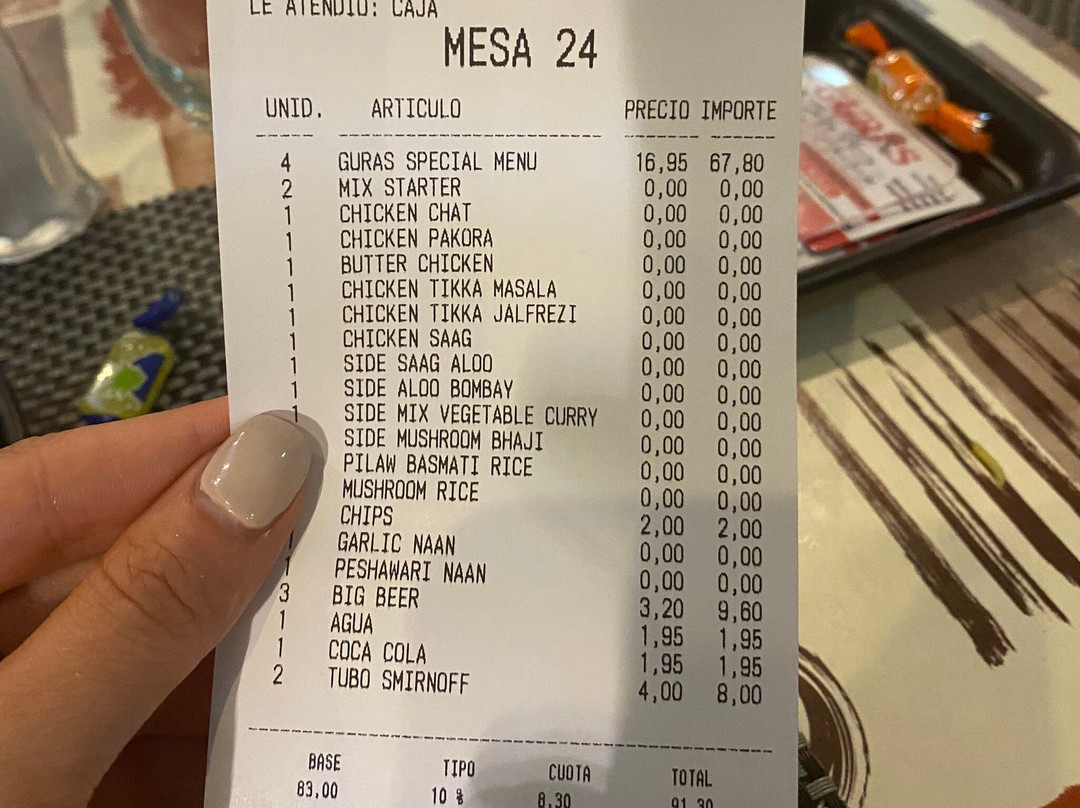 LE ATENDIO: CAJA
MESA 24
UNID. ARTICULO PRECIO IMPORTE
4 GURAS SPECIAL MENU 16,95 67,80
2 MIX STARTER 0,00 0,00
1 CHICKEN CHAT 0,00 0,00
1 CHICKEN PAKORA 0,00 0,00
1 BUTTER CHICKEN 0,00 0,00
1 CHICKEN TIKKA MASALA 0,00 0,00
1 CHICKEN TIKKA JALFREZI 0,00 0,00
1 CHICKEN SAAG 0,00 0,00
1 SIDE SAAG ALOO 0,00 0,00
1 SIDE ALOO BOMBAY 0,00 0,00
1 SIDE MIX VEGETABLE CURRY 0,00 0,00
SIDE MUSHROOM BHAJI 0,00 0,00
PILAW BASMATI RICE 0,00 0,00
MUSHROOM RICE 0,00 0,00
CHIPS 2,00 2,00
GARLIC NAAN 0,00 0,00
1 PESHAWARI NAAN 0,00 0,00
3 BIG BEER 3,20 9,60
1 AGUA 1,95 1,95
1 COCA COLA 1,95 1,95
2 TUBO SMIRNOFF 4,00 8,00
BASE TIPO CUOTA TOTAL
83,00 10 % 8,30 91,30